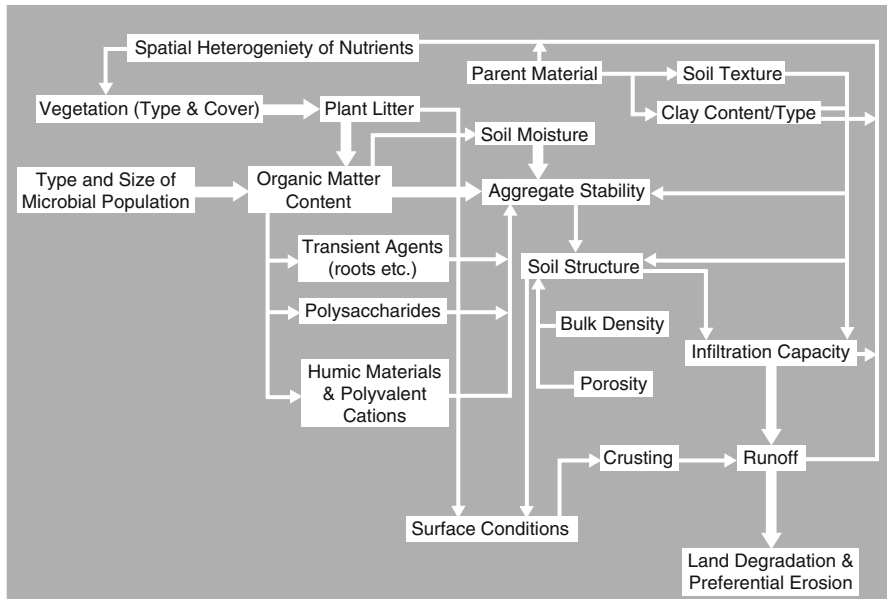 Spatial Heterogeniety of Nutrients
Parent Material
Soil Texture
Vegetation (Type & Cover)
Plant Litter
Clay Content/Type
Soil Moisture
Type and Size of
Microbial Population
Organic Matter
Content
Aggregate Stability
Transient Agents
(roots etc.)
Soil Structure
Polysaccharides
Bulk Density
Infiltration Capacity
Humic Materials
& Polyvalent
Cations
Porosity
Crusting
Runoff
Surface Conditions
Land Degradation &
Preferential Erosion